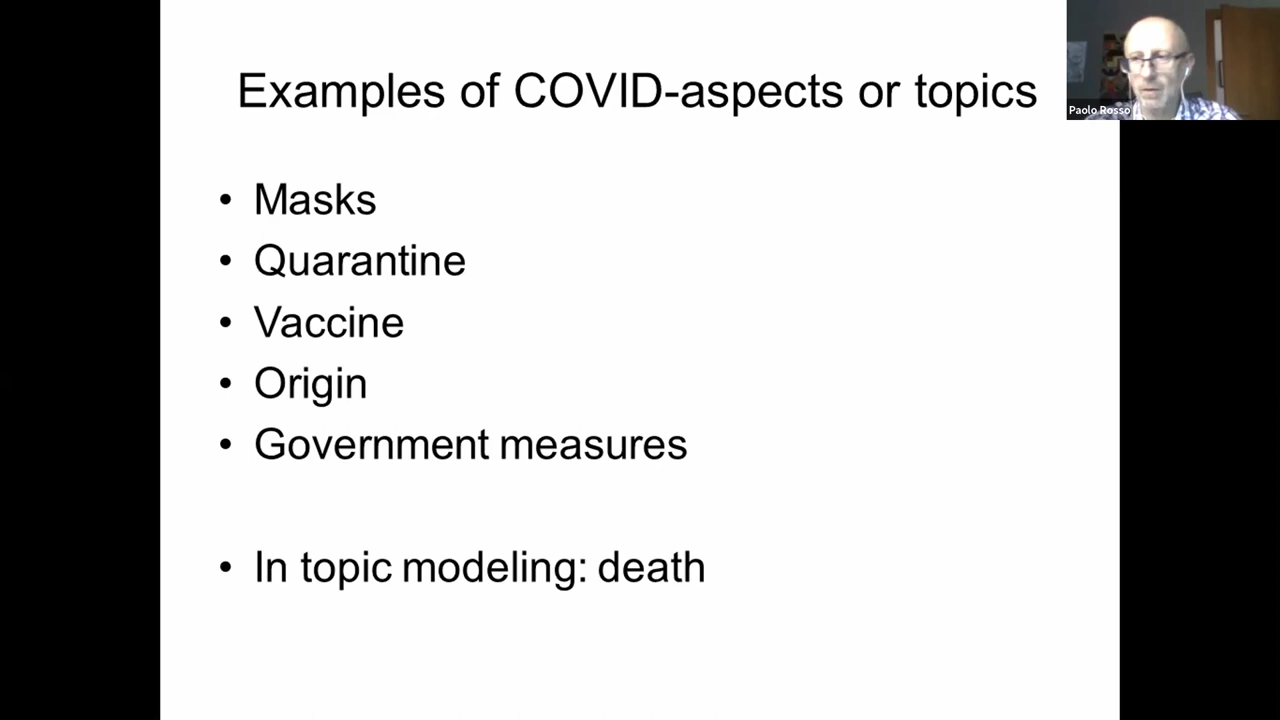 Examples of COVID-aspects or topics
Paolo Rosso
• Masks
• Quarantine
• Vaccine
• Origin
• Government measures
• In topic modeling: death